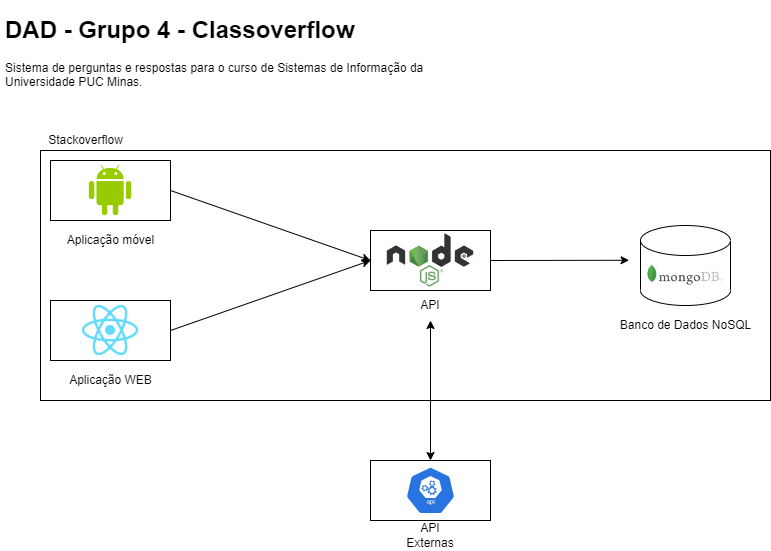 DAD - Grupo 4 - Classoverflow
Sistema de perguntas e respostas para o curso de Sistemas de Informação da
Universidade PUC Minas.
Stackoverflow
Aplicação móvel
node
JS
API
mongoDB.
Banco de Dados NoSQL
Aplicação WEB
api
API
Externas